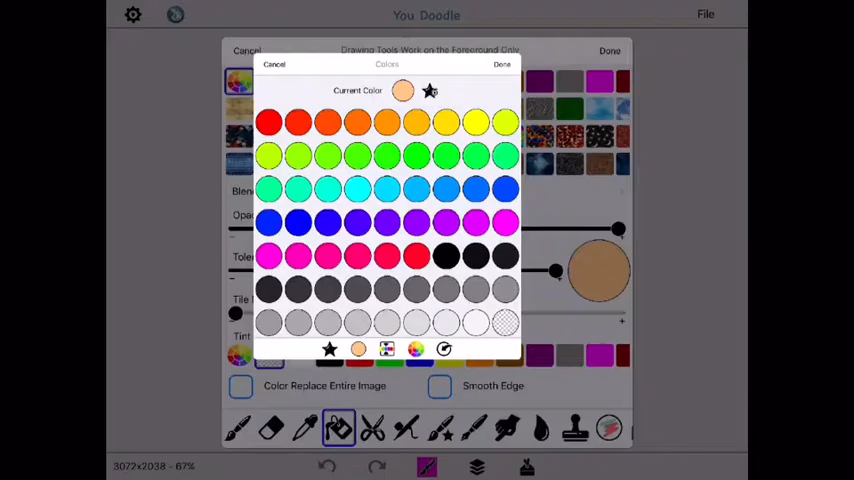 You Doodle
File
Cancel
Drawing Tools Work on the Foreground Only
Done
Cancel
Colors
Done
Current Color
Blen
Opa
Tole
Tile
Tint
Color Replace Entire Image
Smooth Edge
3072x2038 - 67%